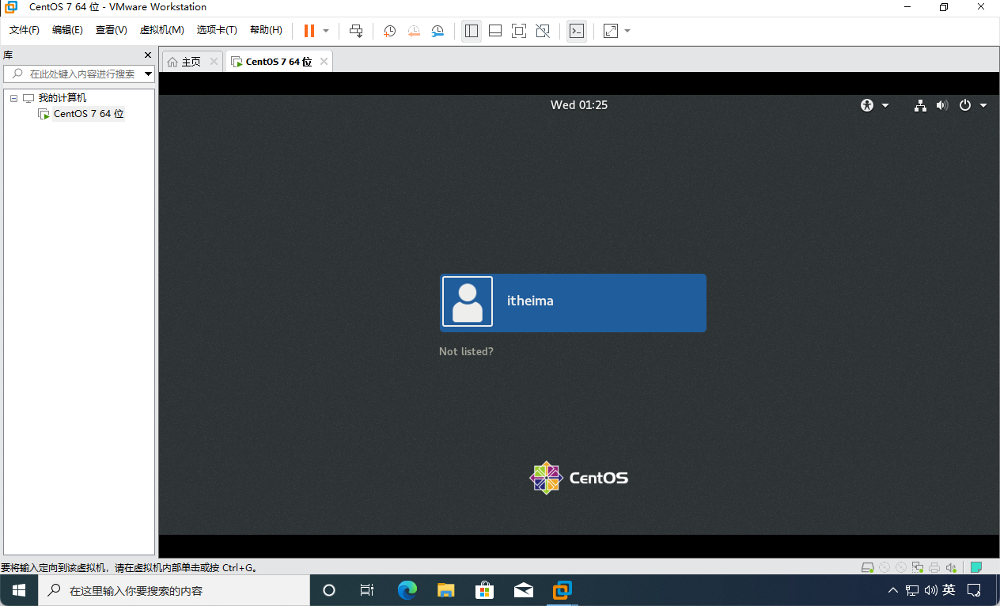 CentOS 7 64 位 - VMware Workstation
文件(F) 编辑(E) 查看(V) 虚拟机(M) 选项卡(T) 帮助(H)
库
在此处键入内容进行搜索
我的计算机
CentOS 7 64 位
主页
CentOS 7 64 位
Wed 01:25
itheima
Not listed?
CentOS
要将输入定向到该虚拟机，请在虚拟机内部单击或按 Ctrl+G。
在这里输入你要搜索的内容
英